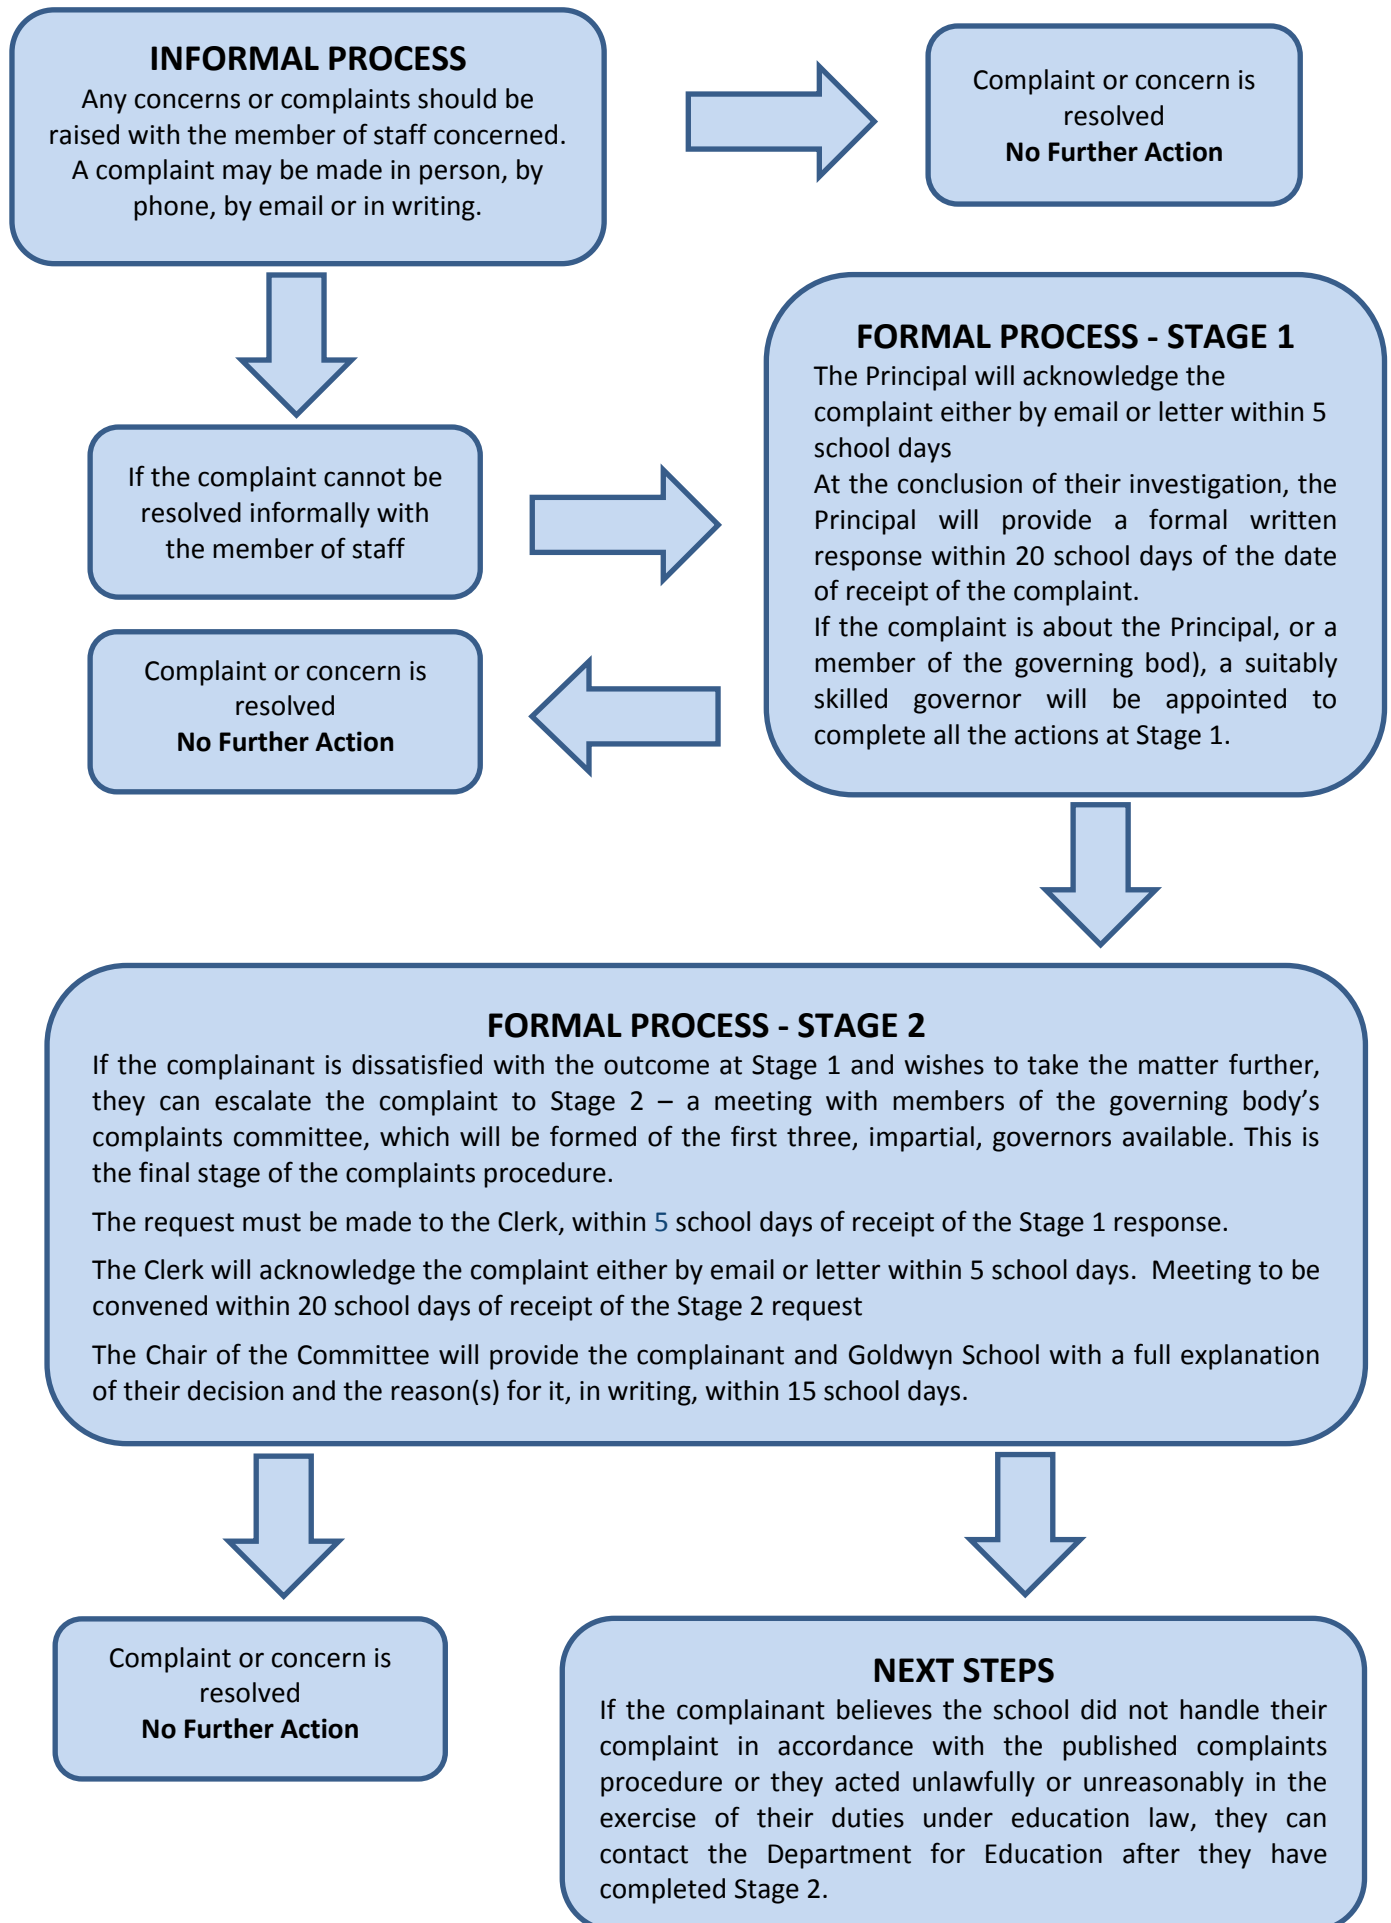 INFORMAL PROCESS
Any concerns or complaints should be
raised with the member of staff concerned.
A complaint may be made in person, by
phone, by email or in writing.
Complaint or concern is
resolved
No Further Action
FORMAL PROCESS - STAGE 1
The Principal will acknowledge the
complaint either by email or letter within 5
school days
At the conclusion of their investigation, the
Principal will provide a formal written
response within 20 school days of the date
of receipt of the complaint.
If the complaint is about the Principal, or a
member of the governing bod), a suitably
skilled governor will be appointed to
complete all the actions at Stage 1.
If the complaint cannot be
resolved informally with
the member of staff
Complaint or concern is
resolved
No Further Action
FORMAL PROCESS - STAGE 2
If the complainant is dissatisfied with the outcome at Stage 1 and wishes to take the matter further,
they can escalate the complaint to Stage 2 – a meeting with members of the governing body’s
complaints committee, which will be formed of the first three, impartial, governors available. This is
the final stage of the complaints procedure.
The request must be made to the Clerk, within 5 school days of receipt of the Stage 1 response.
The Clerk will acknowledge the complaint either by email or letter within 5 school days.  Meeting to be
convened within 20 school days of receipt of the Stage 2 request
The Chair of the Committee will provide the complainant and Goldwyn School with a full explanation
of their decision and the reason(s) for it, in writing, within 15 school days.
Complaint or concern is
resolved
No Further Action
NEXT STEPS
If the complainant believes the school did not handle their
complaint in accordance with the published complaints
procedure or they acted unlawfully or unreasonably in the
exercise of their duties under education law, they can
contact the Department for Education after they have
completed Stage 2.